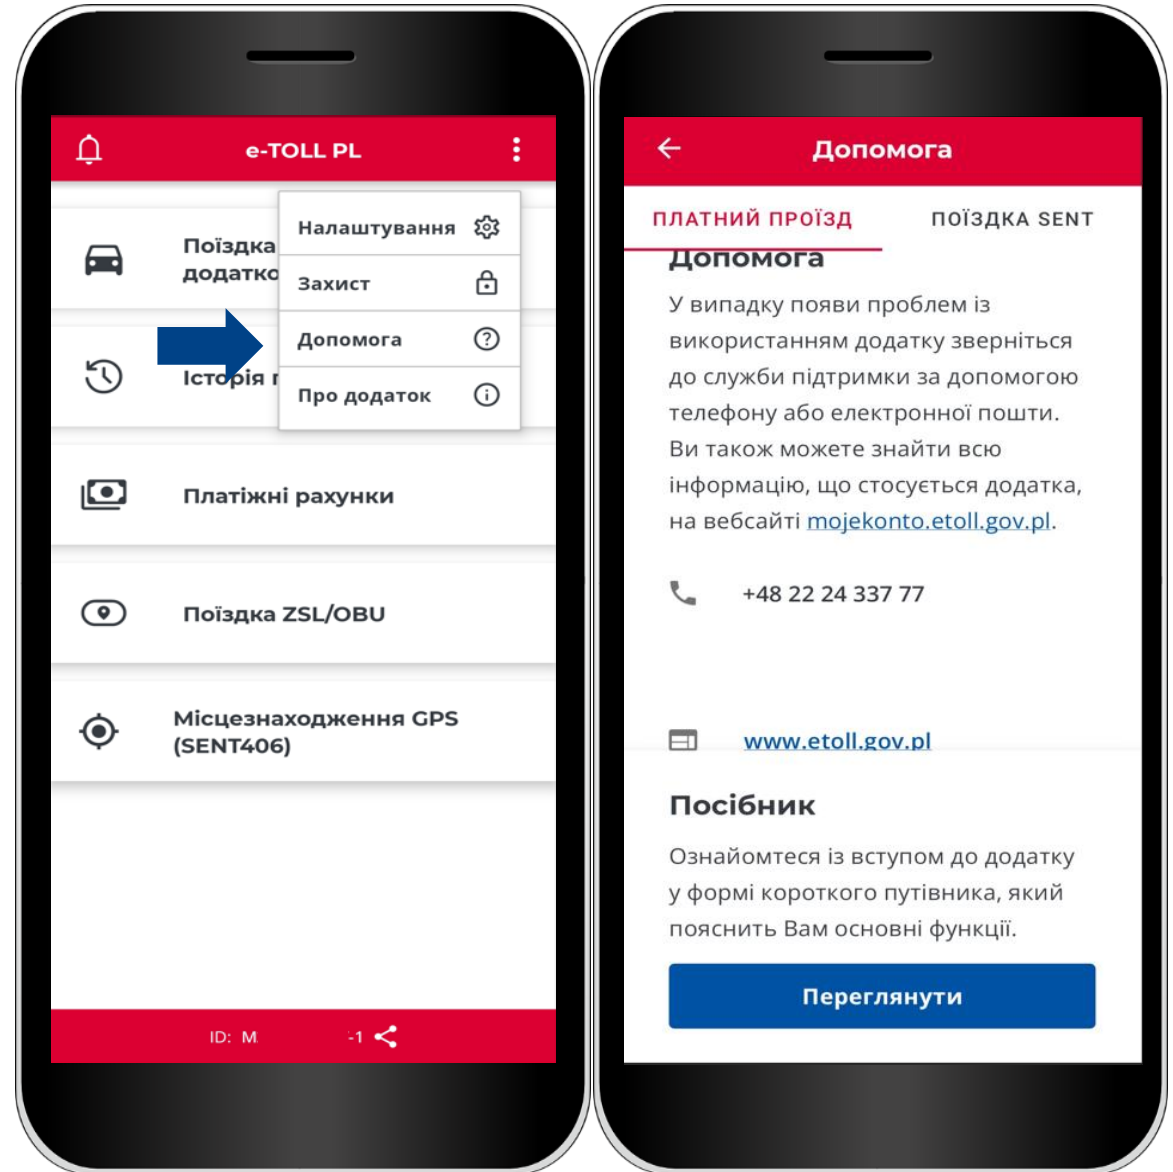 e-TOLL PL
Налаштування
Поїздка
додатко
Захист
Допомога
Історія
Про додаток
Платіжні рахунки
Поїздка ZSL/OBU
Місцезнаходження GPS
(SENT406)
ID: M -1
Допомога
ПЛАТНИЙ ПРОЇЗД ПОЇЗДКА SENT
Допомога
У випадку появи проблем із
використанням додатку зверніться
до служби підтримки за допомогою
телефону або електронної пошти.
Ви також можете знайти всю
інформацію, що стосується додатка,
на вебсайті mojekonto.etoll.gov.pl.
+48 22 24 337 77
www.etoll.gov.pl
Посібник
Ознайомтеся із вступом до додатку
у формі короткого путівника, який
пояснить Вам основні функції.
Переглянути